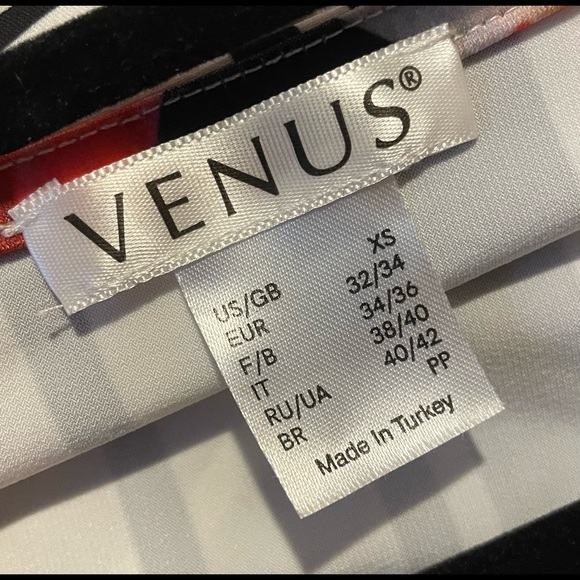 VENUS®
US/GB XS
EUR 32/34
F/B 34/36
IT 38/40
RU/UA 40/42
BR PP
Made In Turkey